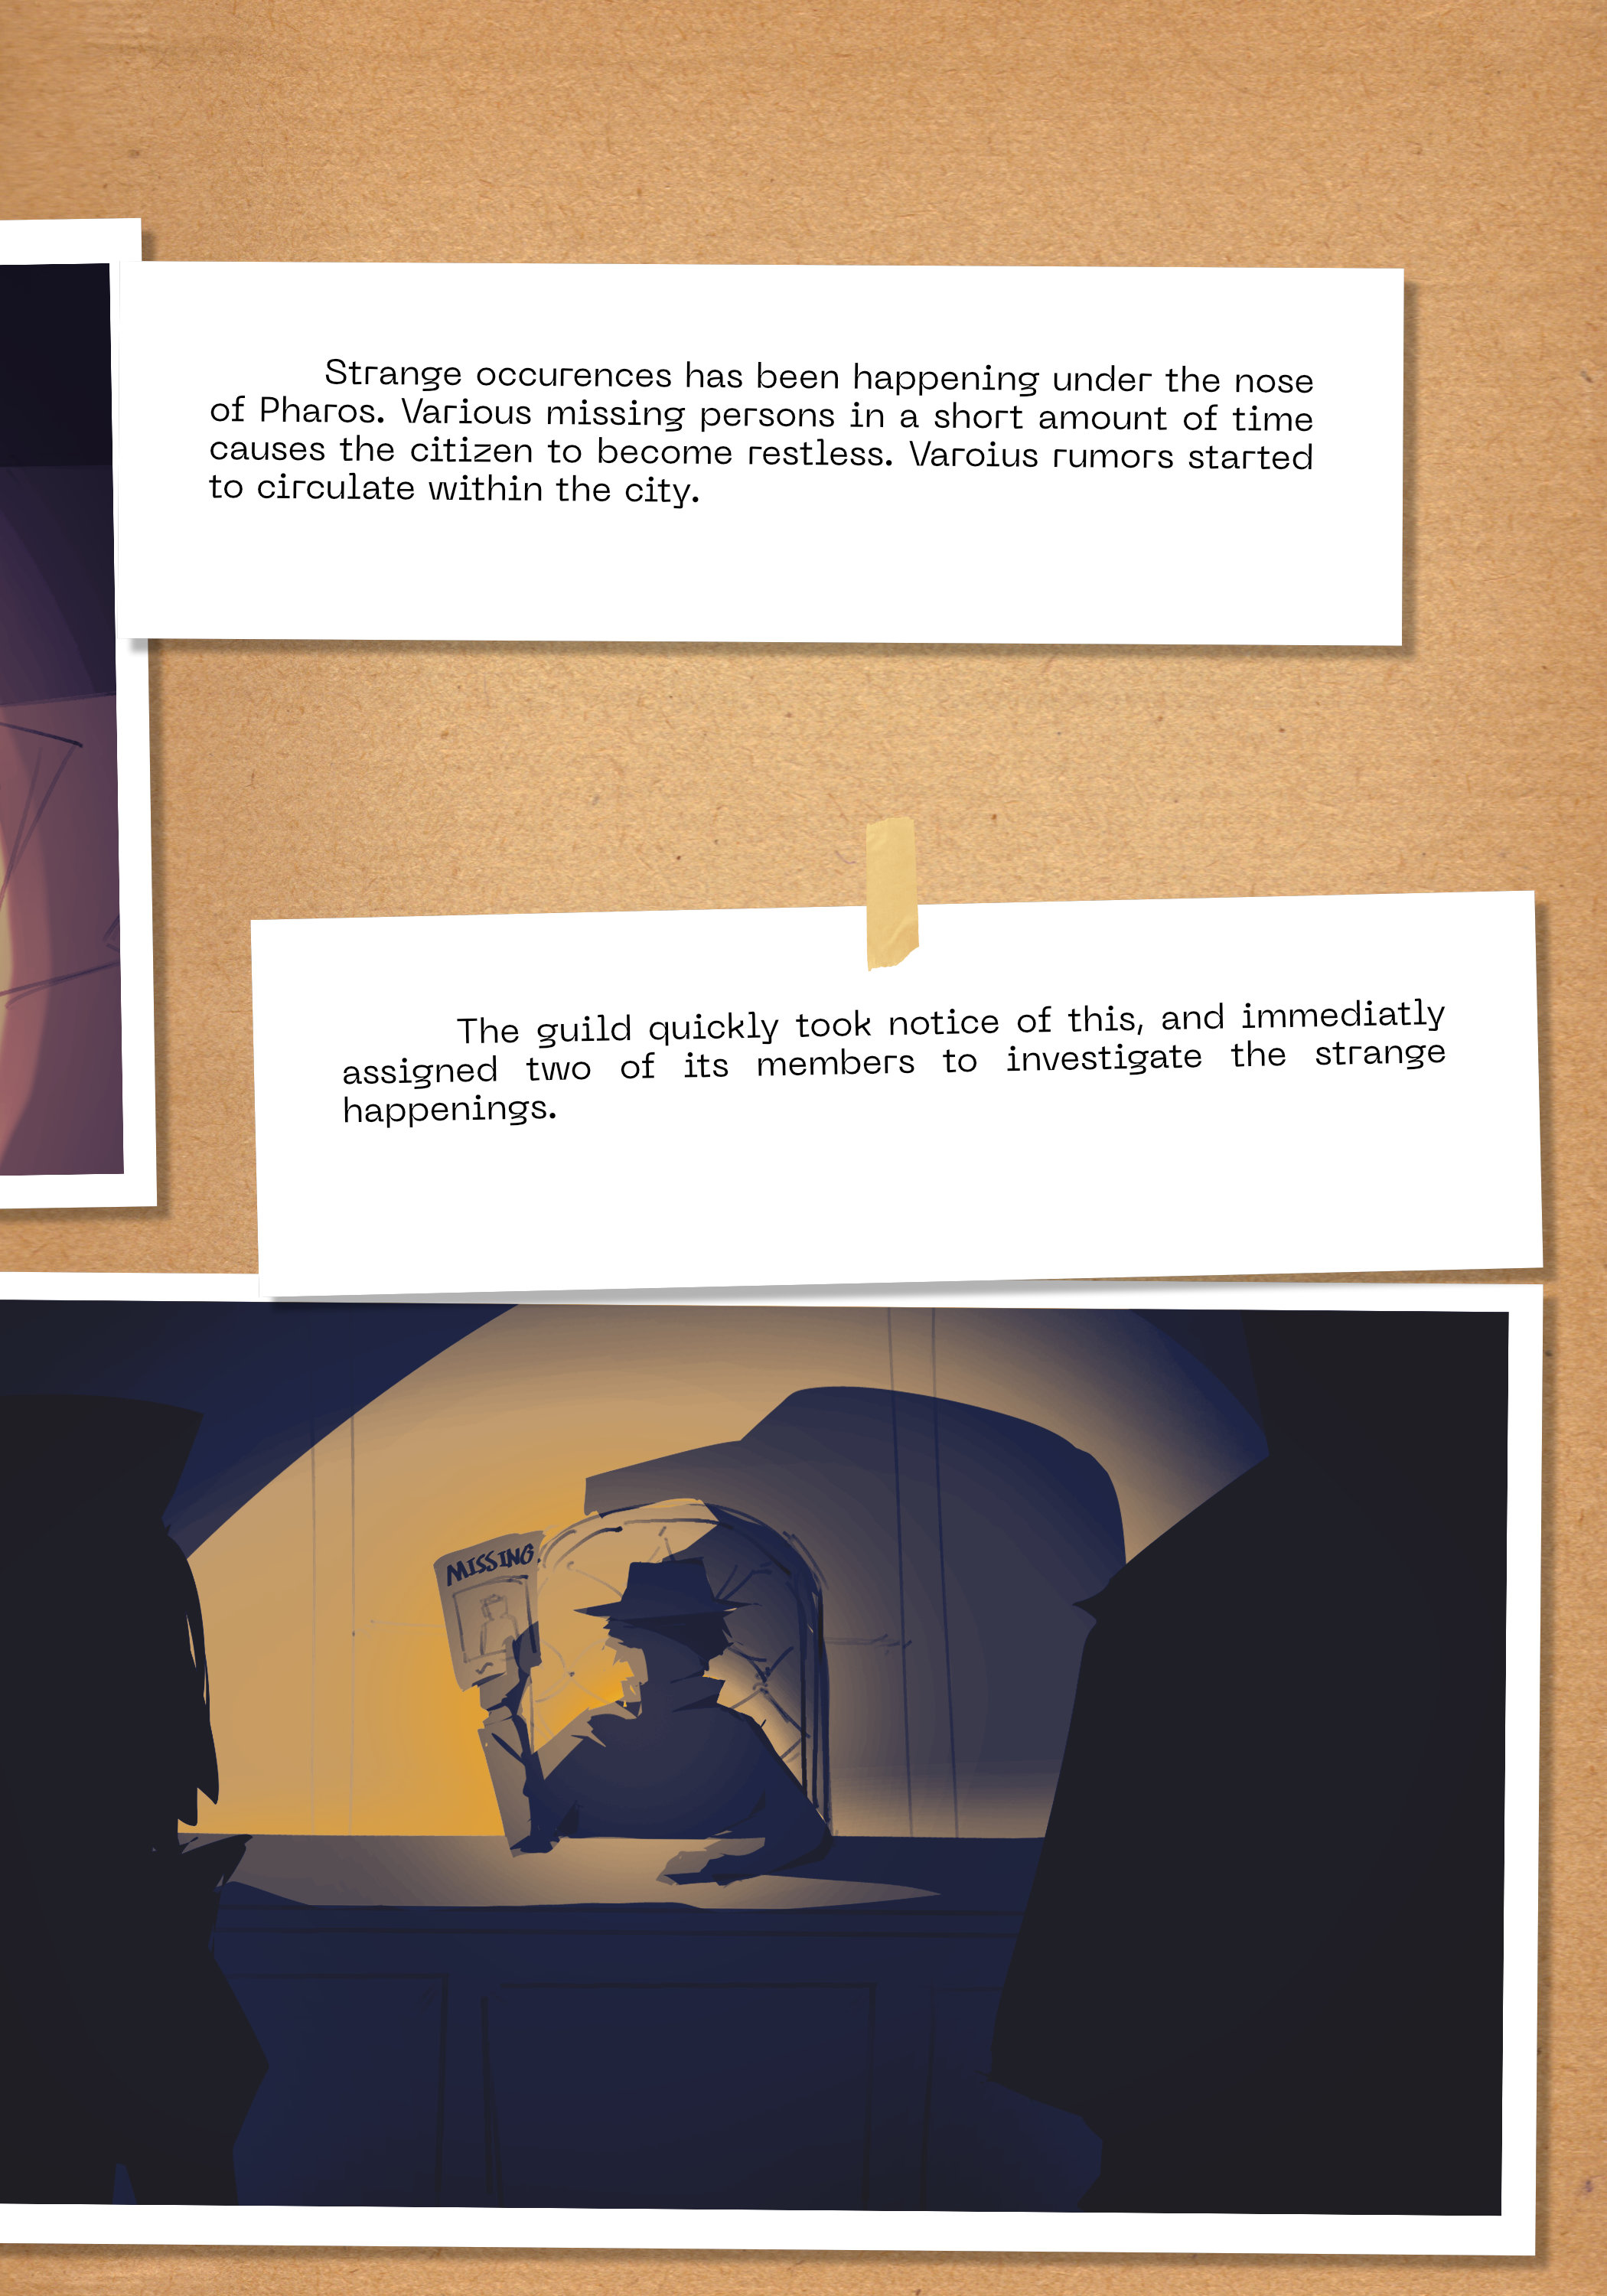 Strange occurences has been happening under the nose
of Pharos. Various missing persons in a short amount of time
causes the citizen to become restless. Varoius rumors started
to circulate within the city.
The guild quickly took notice of this, and immediatly
assigned two of its members to investigate the strange
happenings.
MISSING.